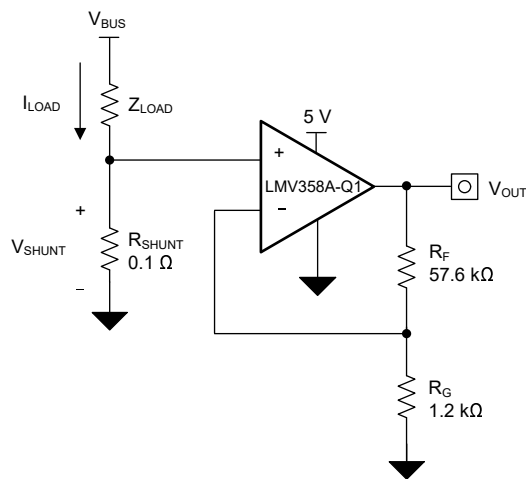 VBUS
ILOAD
ZLOAD
5 V
+
LMV358A-Q1
−
VOUT
+
VSHUNT
−
RSHUNT
0.1 Ω
RF
57.6 kΩ
RG
1.2 kΩ